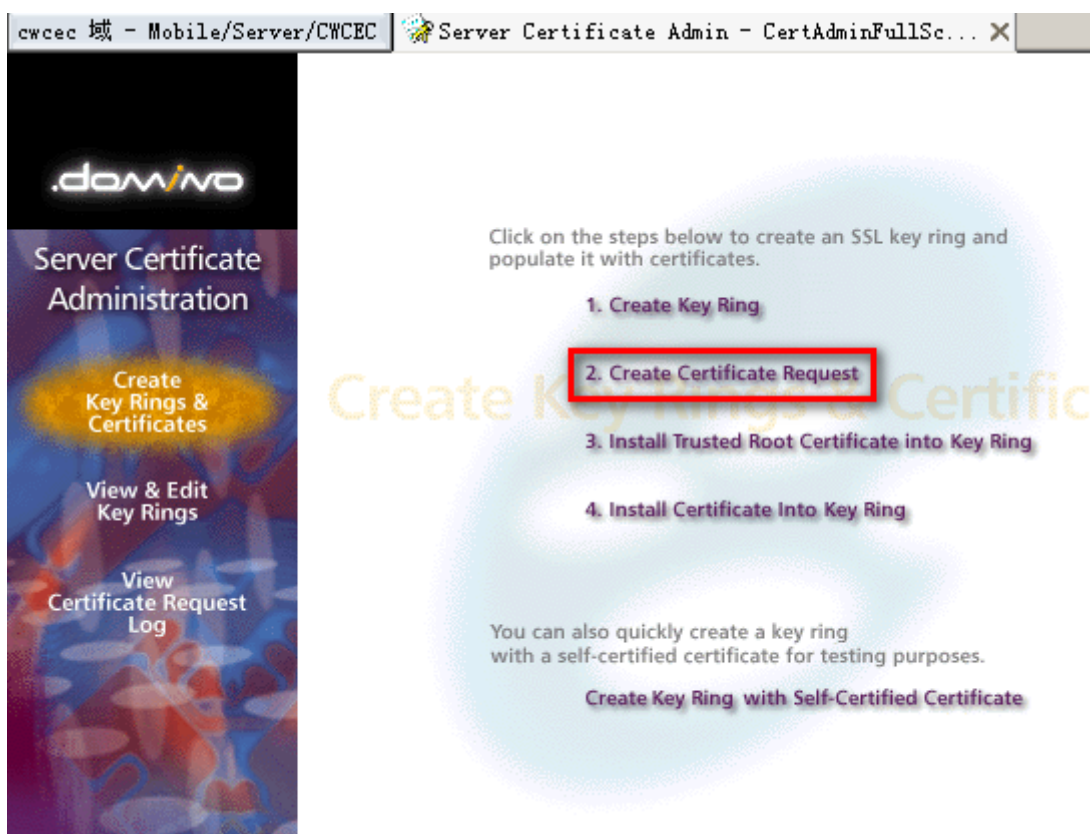 cwcec 域 - Mobile/Server/CWCEC
Server Certificate Admin - CertAdminFullSc...
.domino
Server Certificate
Administration
Create
Key Rings &
Certificates
View & Edit
Key Rings
View
Certificate Request
Log
Create Key Rings & Certific
Click on the steps below to create an SSL key ring and
populate it with certificates.
1. Create Key Ring
2. Create Certificate Request
3. Install Trusted Root Certificate into Key Ring
4. Install Certificate Into Key Ring
You can also quickly create a key ring
with a self-certified certificate for testing purposes.
Create Key Ring with Self-Certified Certificate